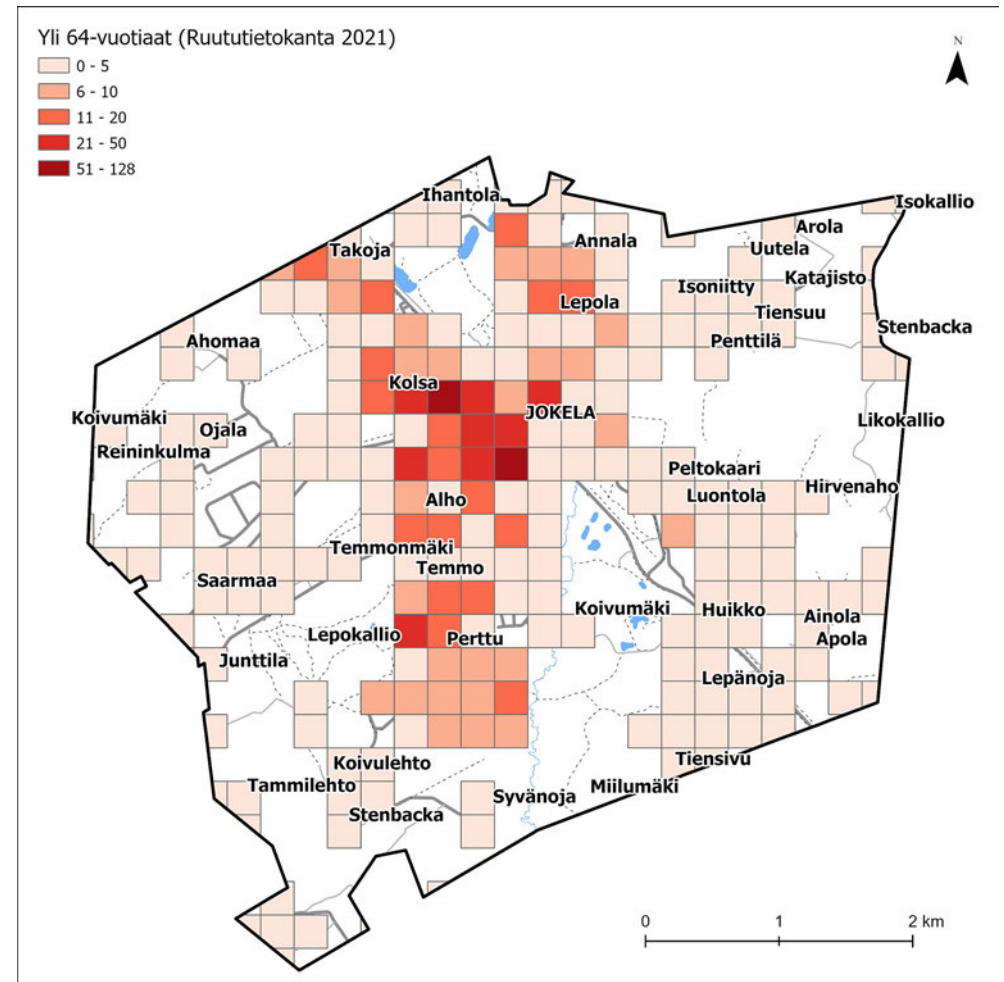 Yli 64-vuotiaat (Ruututietokanta 2021)
0 - 5
6 - 10
11 - 20
21 - 50
51 - 128
N
Ihantola
Isokallio
Arola
Annala
Uutela
Takoja
Katajisto
Isoniitty
Lepola
Tiensuu
Stenbacka
Ahomaa
Penttilä
Kolsa
JOKELA
Koivumäki
Likokallio
Ojala
Reininkulma
Peltokaari
Hirvenaho
Luontola
Alho
Temmonmäki
Temmo
Saarmaa
Koivumäki
Huikko
Ainola
Lepokallio
Perttu
Apola
Junttila
Lepänoja
Tiensivu
Koivulehto
Tammilehto
Miilumäki
Syvänoja
Stenbacka
0 1 2 km